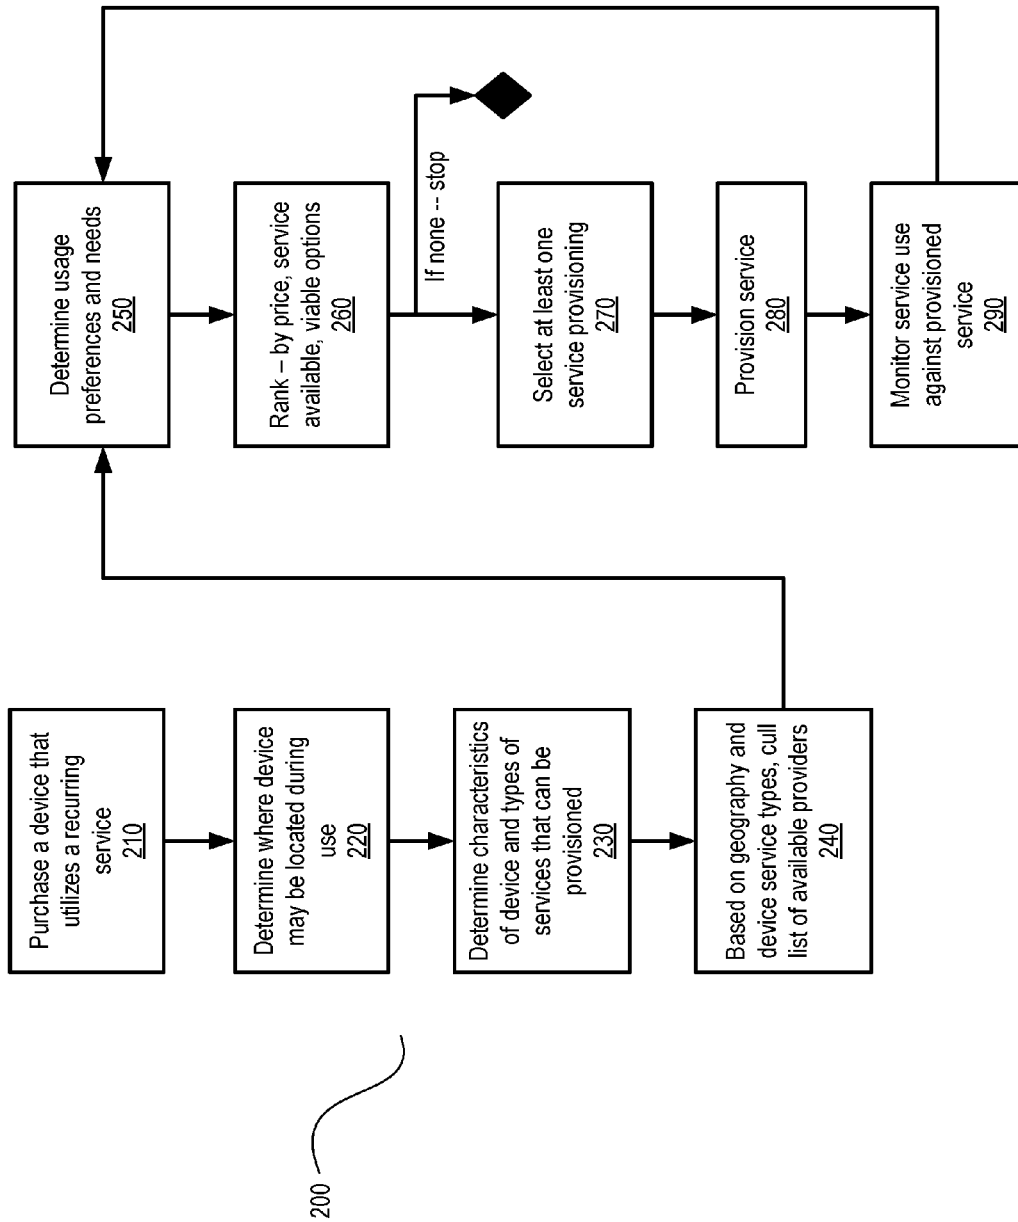 Purchase a device that
utilizes a recurring
service
210
Determine where device
may be located during
use
220
Determine characteristics
of device and types of
services that can be
provisioned
230
Based on geography and
device service types, cull
list of available providers
240
Determine usage
preferences and needs
250
Rank – by price, service
available, viable options
260
If none -- stop
Select at least one
service provisioning
270
Provision service
280
Monitor service use
against provisioned
service
290
200